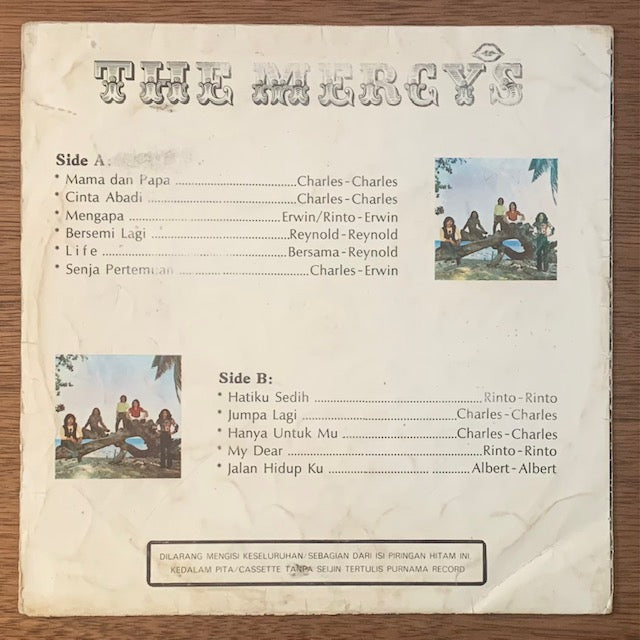 THE MERCY'S
Side A:
* Mama dan Papa ..............................Charles-Charles
* Cinta Abadi ......................................Charles-Charles
* Mengapa ...................................Erwin/Rinto-Erwin
* Bersemi Lagi ..................................Reynold-Reynold
* Life ................................................Bersama-Reynold
* Senja Pertemuan ................................Charles-Erwin
Side B:
* Hatiku Sedih ..........................................Rinto-Rinto
* Jumpa Lagi .......................................Charles-Charles
* Hanya Untuk Mu .............................Charles-Charles
* My Dear ................................................Rinto-Rinto
* Jalan Hidup Ku ....................................Albert-Albert
DILARANG MENGISI KESELURUHAN/SEBAGIAN DARI ISI PIRINGAN HITAM INI
KEDALAM PITA/CASSETTE TANPA SEIJIN TERTULIS PURNAMA RECORD